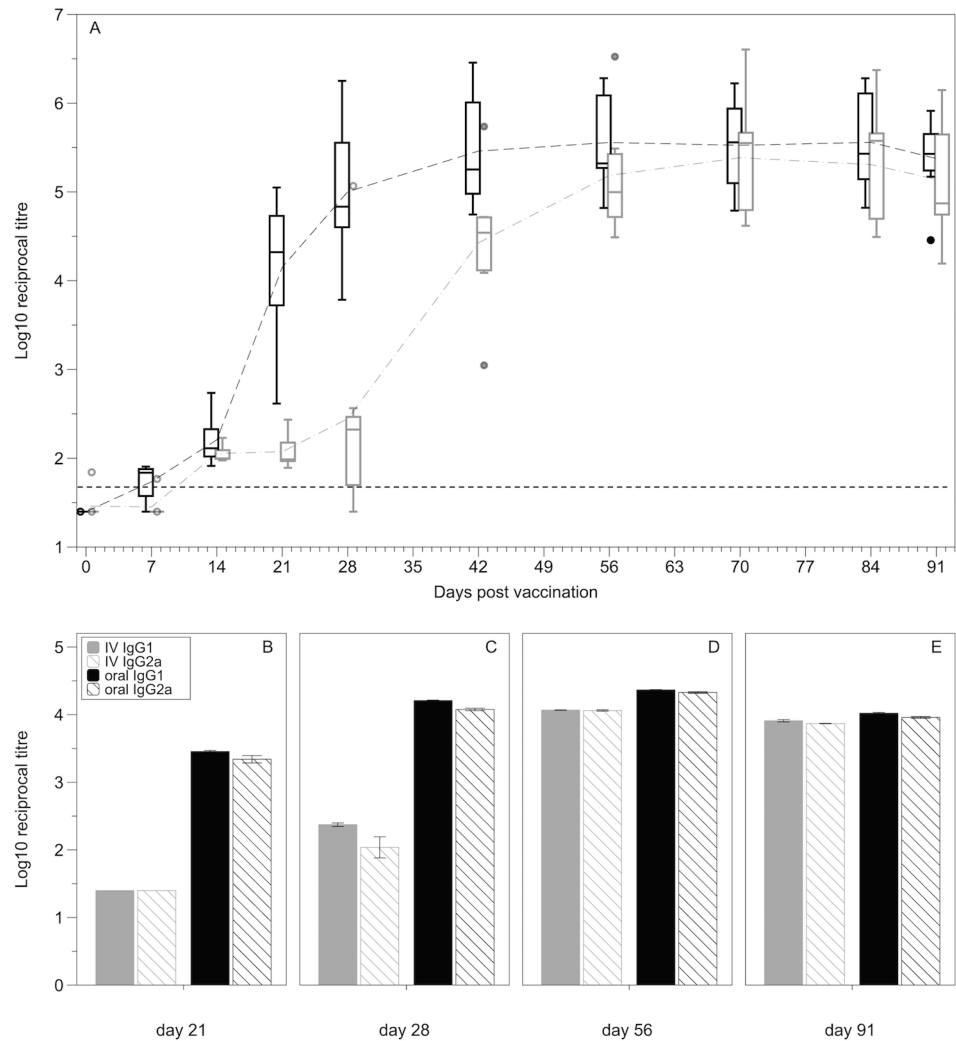 A
7
6
5
4
3
2
1
Log10 reciprocal titre
0 7 14 21 28 35 42 49 56 63 70 77 84 91
Days post vaccination
B C D E
IV IgG1
IV IgG2a
oral IgG1
oral IgG2a
5
4
3
2
1
0
Log10 reciprocal titre
day 21 day 28 day 56 day 91